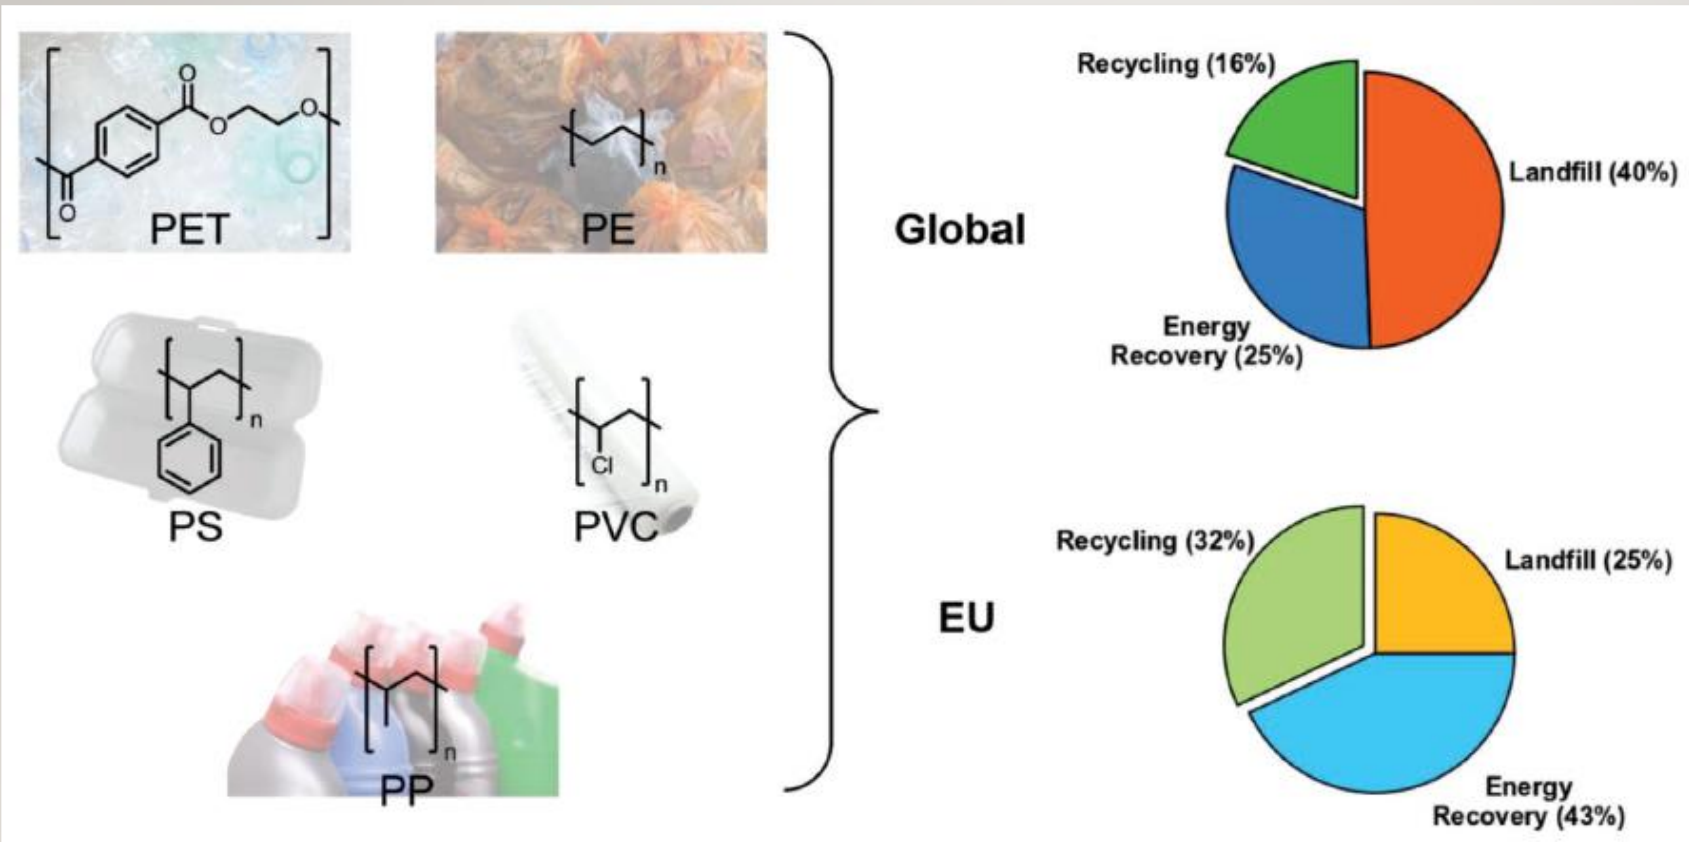 O
O
O
O
PET
n
PE
Global
Recycling (16%)
Landfill (40%)
Energy
Recovery (25%)
n
PS
Cl
n
PVC
n
PP
EU
Recycling (32%)
Landfill (25%)
Energy
Recovery (43%)